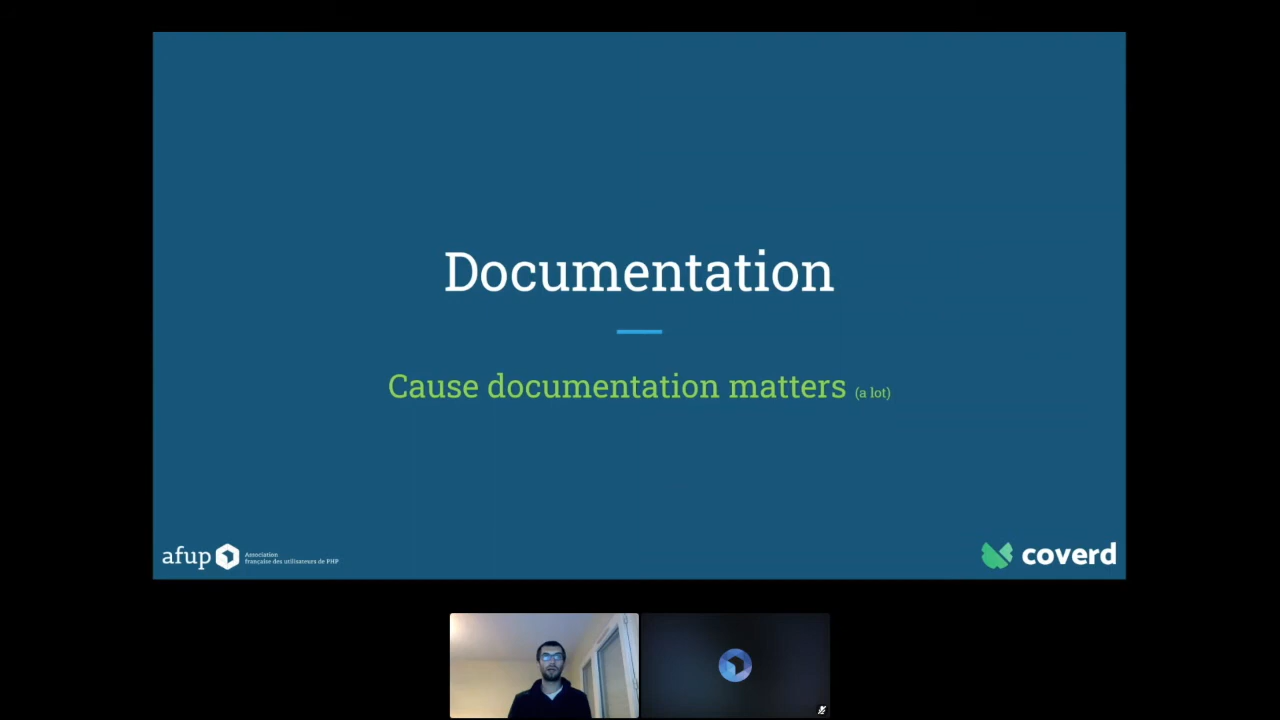 Documentation
Cause documentation matters (a lot)
afup
Association
française des utilisateurs de PHP
coverd